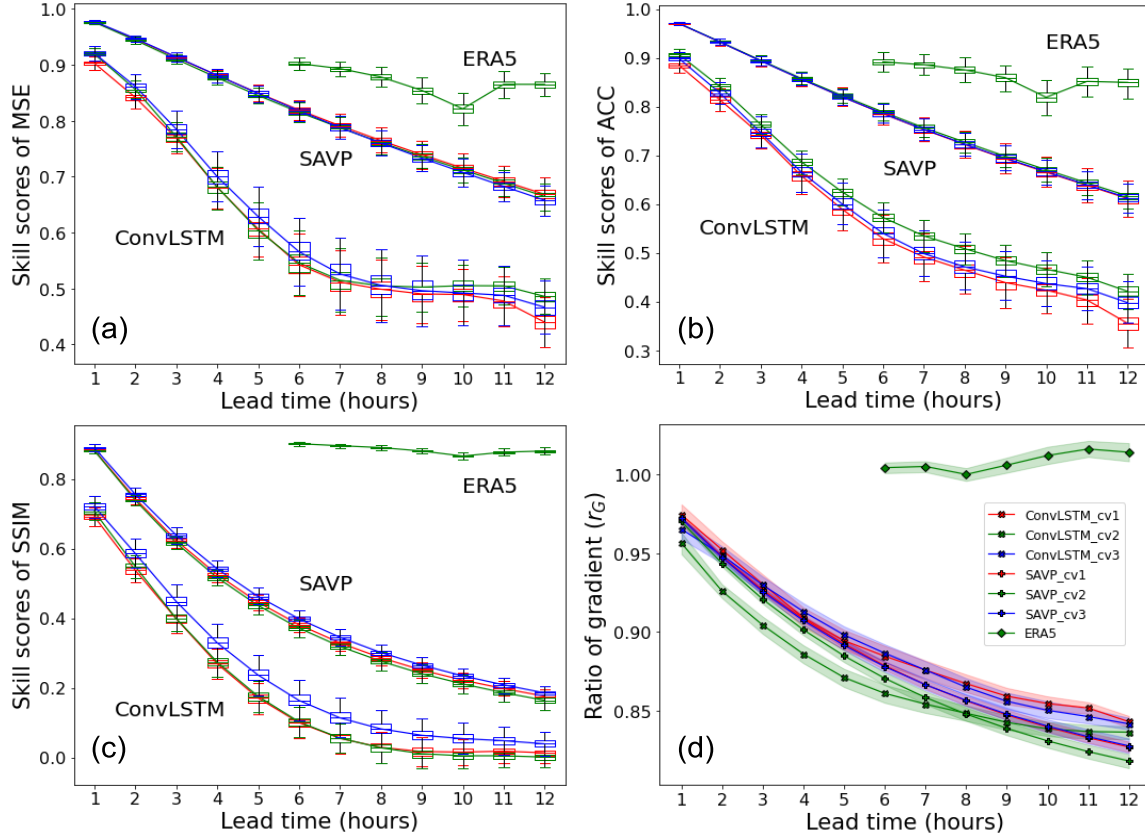 1.0
0.9
0.8
0.7
0.6
0.5
0.4
Skill scores of MSE
ERA5
SAVP
ConvLSTM
(a)
1 2 3 4 5 6 7 8 9 10 11 12
Lead time (hours)
1.0
0.9
0.8
0.7
0.6
0.5
0.4
0.3
Skill scores of ACC
ERA5
SAVP
ConvLSTM
(b)
1 2 3 4 5 6 7 8 9 10 11 12
Lead time (hours)
0.8
0.6
0.4
0.2
0.0
Skill scores of SSIM
ERA5
SAVP
ConvLSTM
(c)
1 2 3 4 5 6 7 8 9 10 11 12
Lead time (hours)
1.00
0.95
0.90
0.85
Ratio of gradient (r_G)
ConvLSTM_cv1
ConvLSTM_cv2
ConvLSTM_cv3
SAVP_cv1
SAVP_cv2
SAVP_cv3
ERA5
(d)
1 2 3 4 5 6 7 8 9 10 11 12
Lead time (hours)